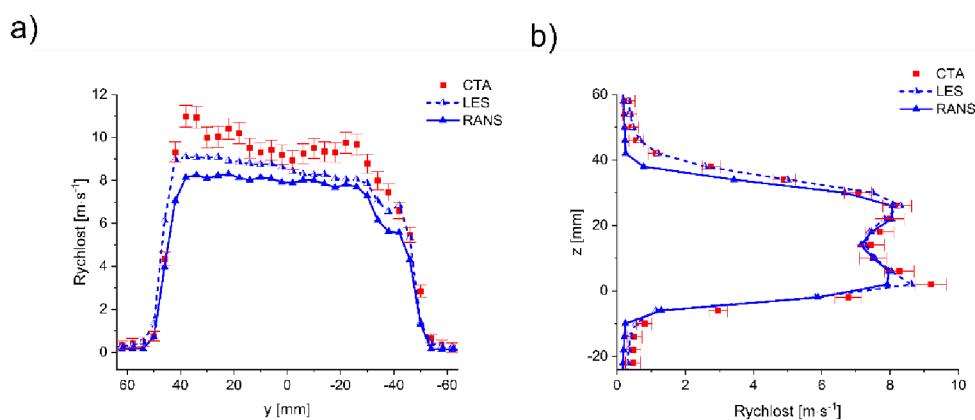 a)
CTA
LES
RANS
12
10
8
6
4
2
0
Rychlost [m s⁻¹]
60 40 20 0 -20 -40 -60
y [mm]
b)
CTA
LES
RANS
60
40
20
0
-20
z [mm]
0 2 4 6 8 10
Rychlost [m s⁻¹]